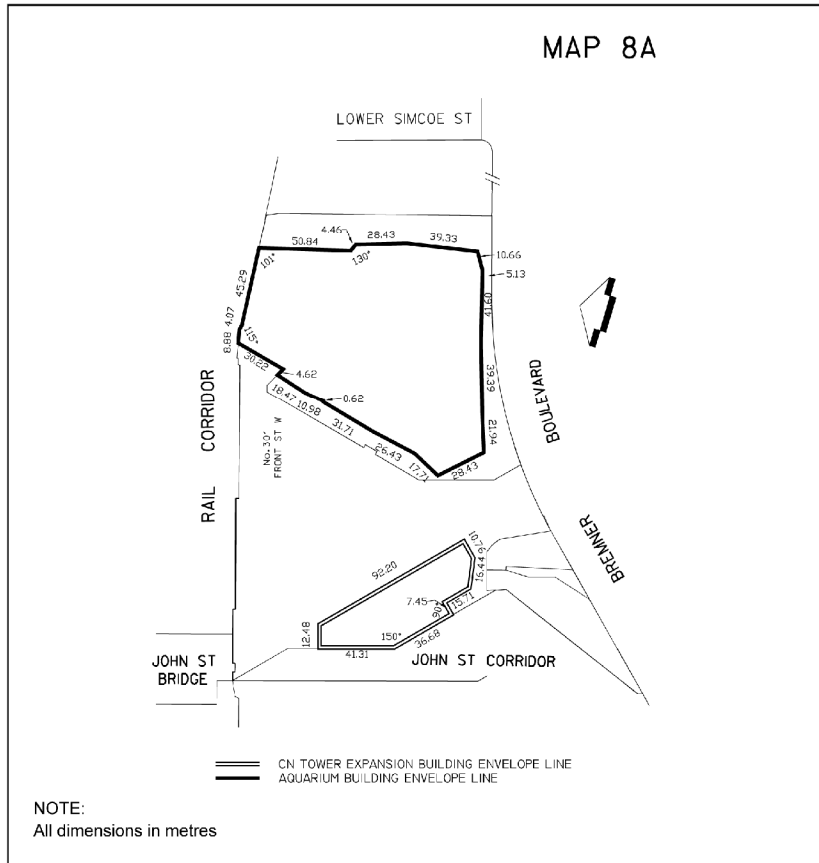 MAP 8A
LOWER SIMCOE ST
4.46
28.43
39.33
50.84
10.66
101°
130°
5.13
45.29
41.60
4.07
8.88
115°
30.22
4.62
39.39
18.47
10.98
0.62
BOULEVARD
31.71
21.94
CORRIDOR
No.301
FRONT ST W
26.43
17.71
28.43
RAIL
10.76
92.20
16.44
BREMNER
7.45
90°
15.71
12.48
150°
36.68
41.31
JOHN ST
BRIDGE
JOHN ST CORRIDOR
CN TOWER EXPANSION BUILDING ENVELOPE LINE
AQUARIUM BUILDING ENVELOPE LINE
NOTE:
All dimensions in metres